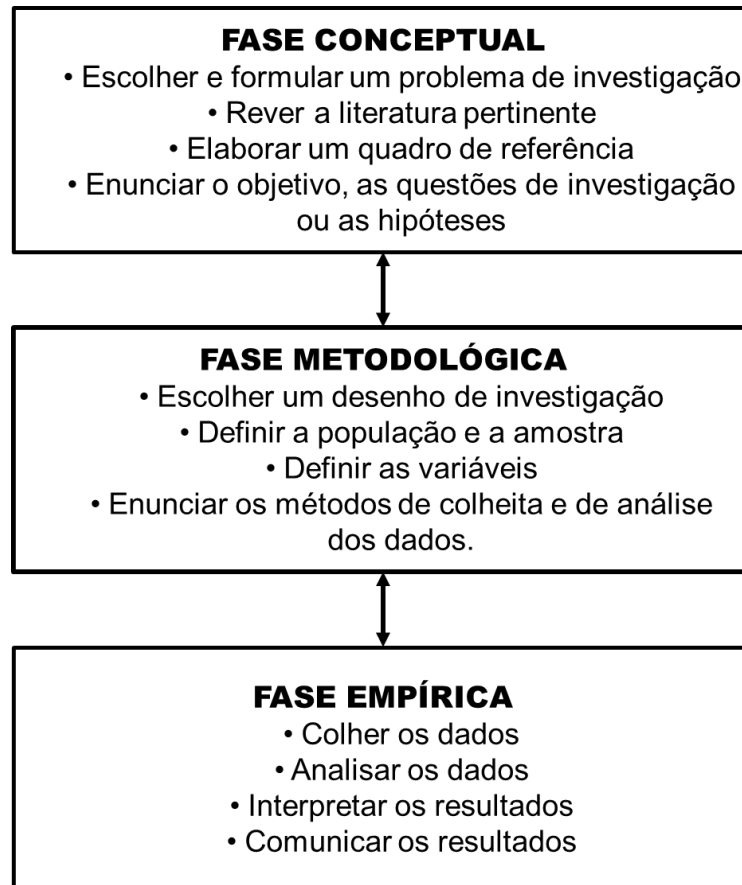 FASE CONCEPTUAL
• Escolher e formular um problema de investigação
• Rever a literatura pertinente
• Elaborar um quadro de referência
• Enunciar o objetivo, as questões de investigação
ou as hipóteses
FASE METODOLÓGICA
• Escolher um desenho de investigação
• Definir a população e a amostra
• Definir as variáveis
• Enunciar os métodos de colheita e de análise
dos dados.
FASE EMPÍRICA
• Colher os dados
• Analisar os dados
• Interpretar os resultados
• Comunicar os resultados